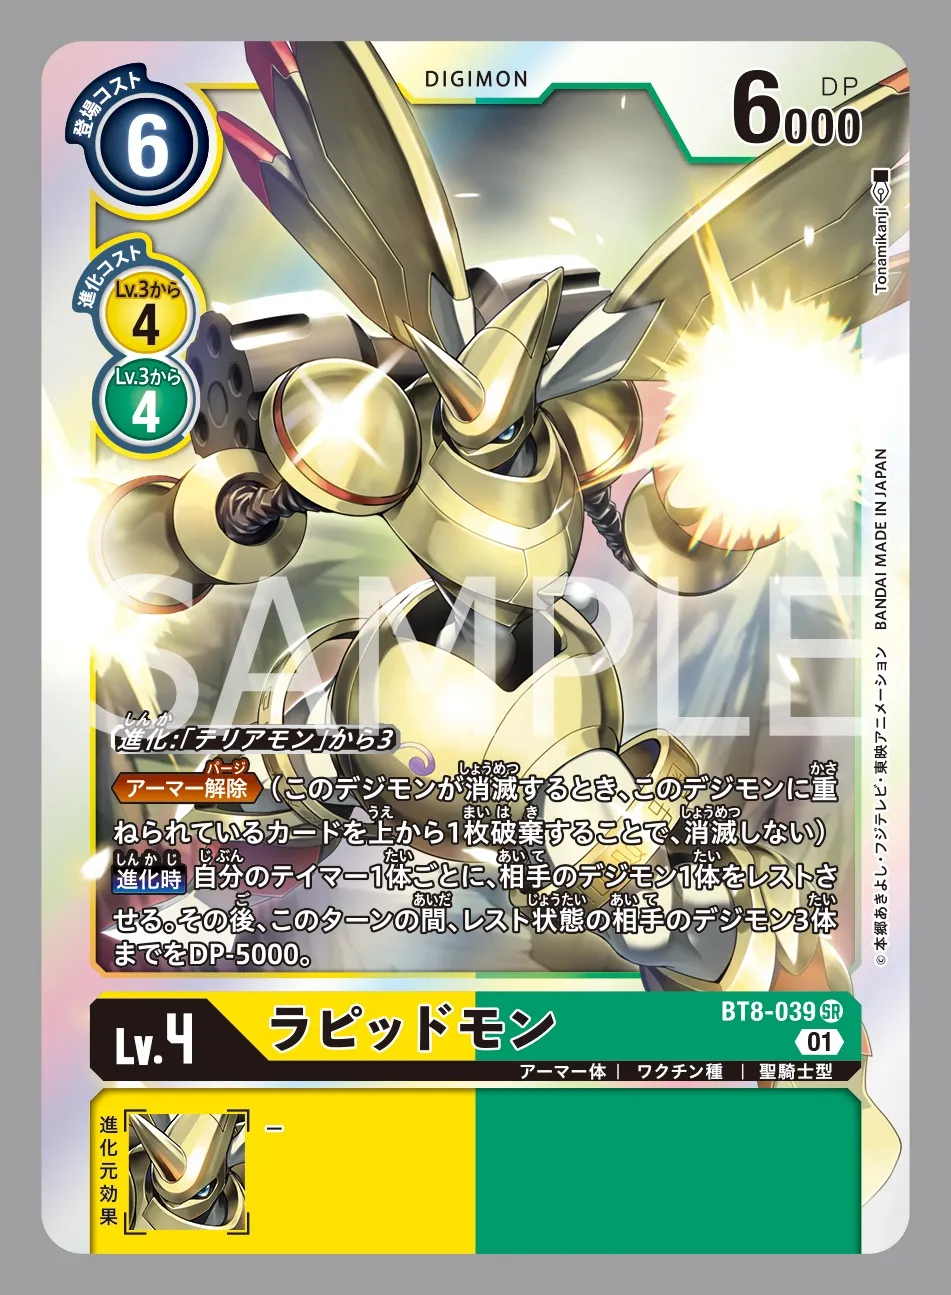 DIGIMON
登場コスト
6
DP
6000
進化コスト
Lv.3から
4
Lv.3から
4
Tonamikanji
SAMPLE
進化:「テリアモン」から3
アーマー解除 (このデジモンが消滅するとき、このデジモンに重
ねられているカードを上から1枚破棄することで、消滅しない)
進化時 自分のテイマー1体ごとに、相手のデジモン1体をレストさ
せる。その後、このターンの間、レスト状態の相手のデジモン3体
までをDP-5000。
©本郷あきよし・フジテレビ・東映アニメーション BANDAI MADE IN JAPAN
Lv.4
ラピッドモン
BT8-039 SR
01
アーマー体 | ワクチン種 | 聖騎士型
進化元効果
–